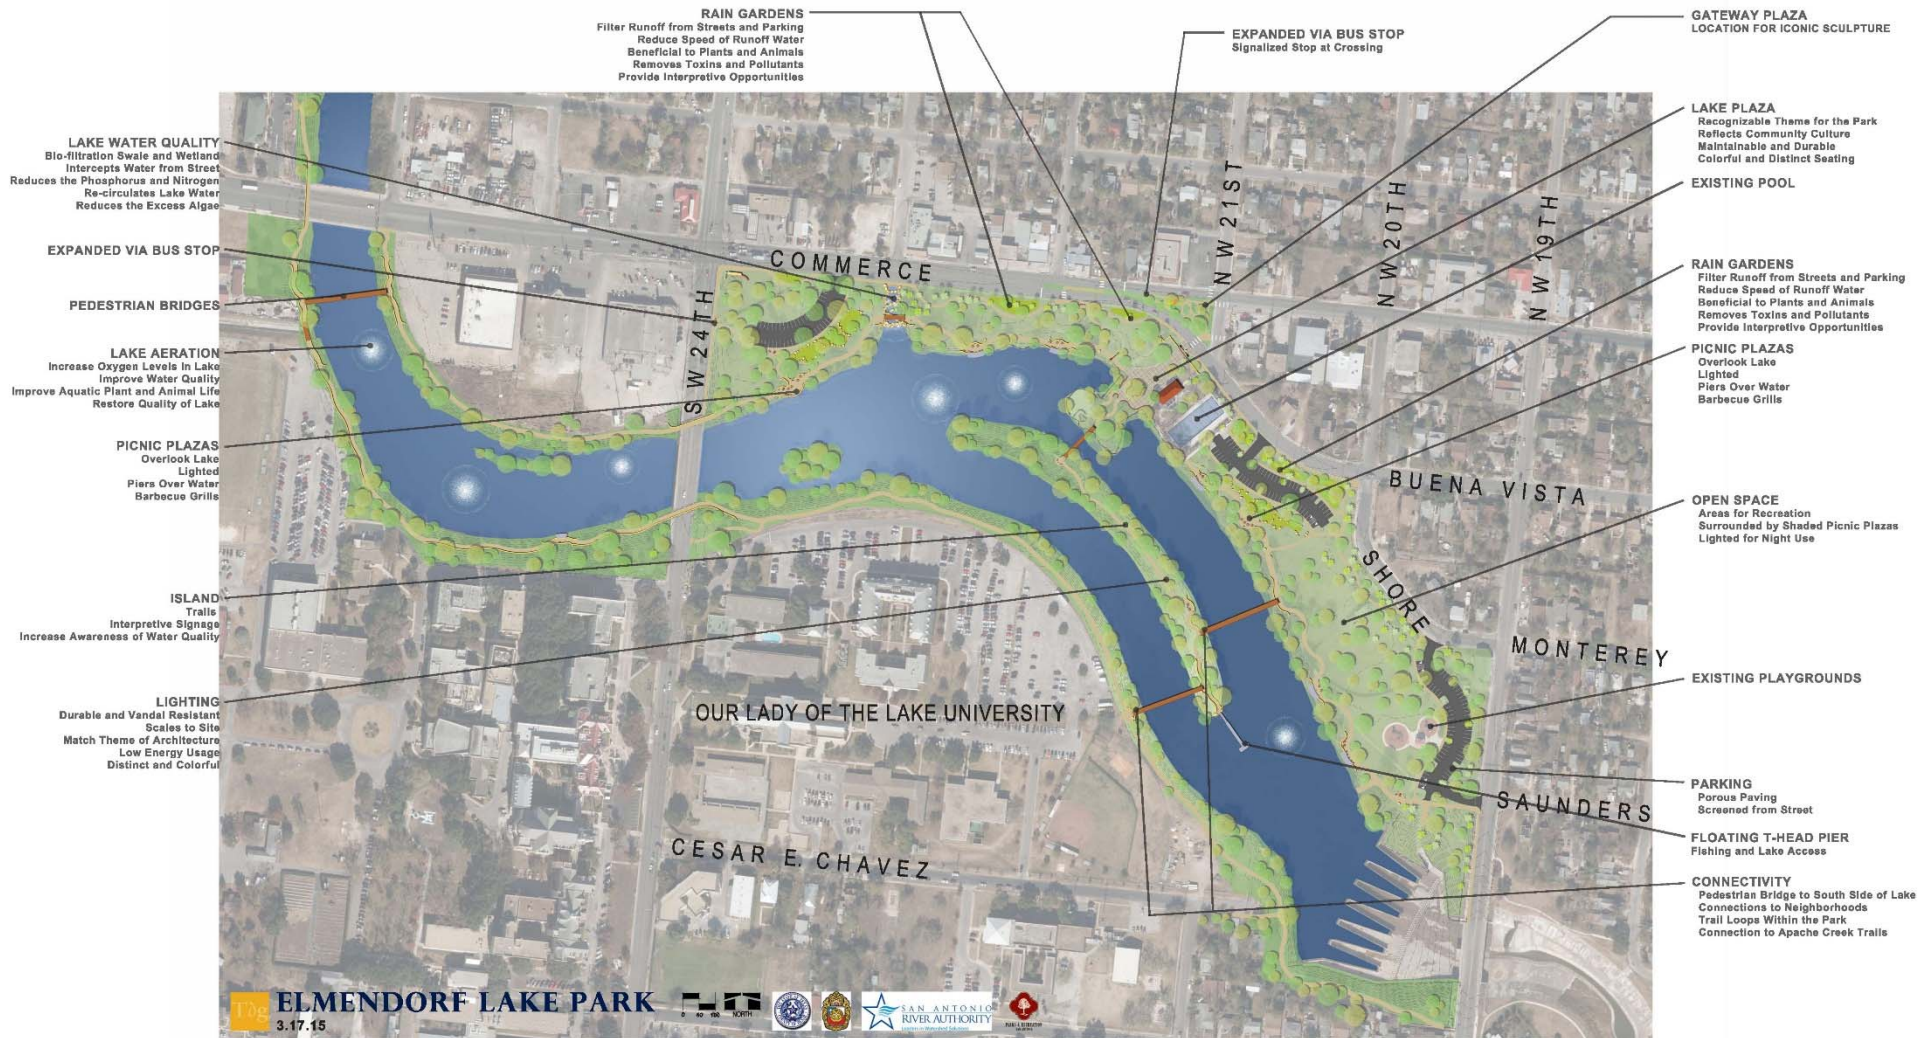 RAIN GARDENS
Filter Runoff from Streets and Parking
Reduce Speed of Runoff Water
Beneficial to Plants and Animals
Removes Toxins and Pollutants
Provide Interpretive Opportunities
EXPANDED VIA BUS STOP
Signalized Stop at Crossing
GATEWAY PLAZA
LOCATION FOR ICONIC SCULPTURE
LAKE WATER QUALITY
Bio-filtration Swale and Wetland
Intercepts Water from Street
Reduces the Phosphorus and Nitrogen
Re-circulates Lake Water
Reduces the Excess Algae
EXPANDED VIA BUS STOP
PEDESTRIAN BRIDGES
LAKE AERATION
Increase Oxygen Levels in Lake
Improve Water Quality
Improve Aquatic Plant and Animal Life
Restore Quality of Lake
PICNIC PLAZAS
Overlook Lake
Lighted
Piers Over Water
Barbecue Grills
ISLAND
Trails
Interpretive Signage
Increase Awareness of Water Quality
LIGHTING
Durable and Vandal Resistant
Scales to Site
Match Theme of Architecture
Low Energy Usage
Distinct and Colorful
COMMERCE
SW 24TH
NW 21ST
NW 20TH
NW 19TH
BUENA VISTA
SHORE
MONTEREY
SAUNDERS
OUR LADY OF THE LAKE UNIVERSITY
CESAR E. CHAVEZ
LAKE PLAZA
Recognizable Theme for the Park
Reflects Community Culture
Maintainable and Durable
Colorful and Distinct Seating
EXISTING POOL
RAIN GARDENS
Filter Runoff from Streets and Parking
Reduce Speed of Runoff Water
Beneficial to Plants and Animals
Removes Toxins and Pollutants
Provide Interpretive Opportunities
PICNIC PLAZAS
Overlook Lake
Lighted
Piers Over Water
Barbecue Grills
OPEN SPACE
Areas for Recreation
Surrounded by Shaded Picnic Plazas
Lighted for Night Use
EXISTING PLAYGROUNDS
PARKING
Porous Paving
Screened from Street
FLOATING T-HEAD PIER
Fishing and Lake Access
CONNECTIVITY
Pedestrian Bridge to South Side of Lake
Connections to Neighborhoods
Trail Loops Within the Park
Connection to Apache Creek Trails
ELMENDORF LAKE PARK
3.17.15
NORTH
SAN ANTONIO
RIVER AUTHORITY